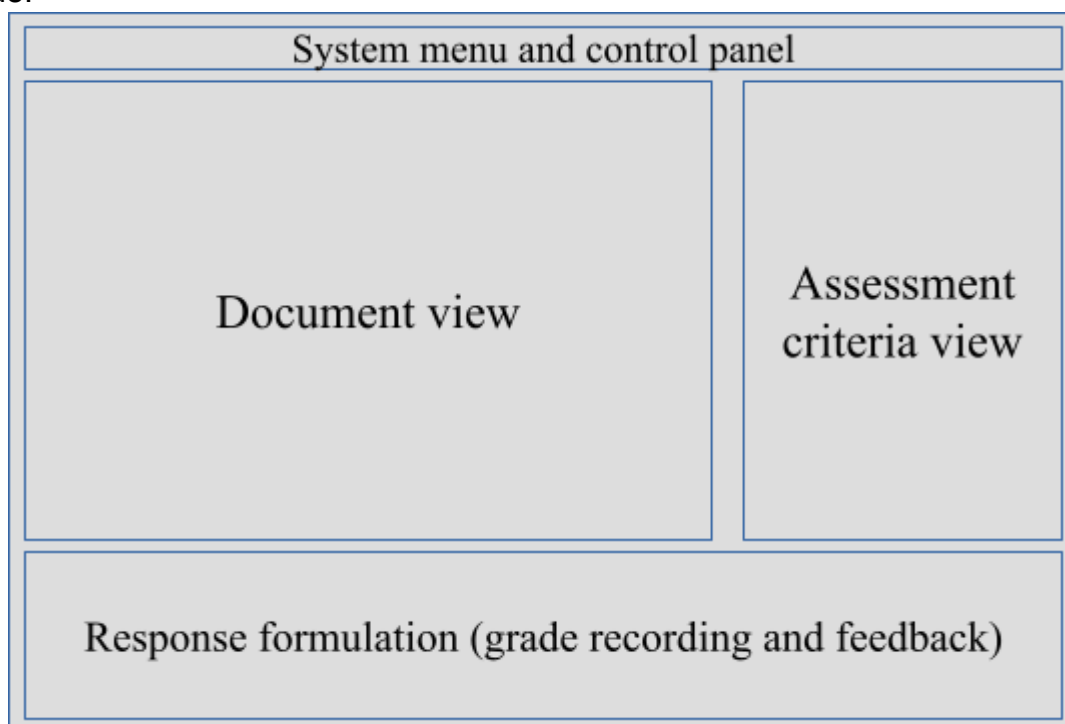 System menu and control panel
Document view
Assessment
criteria view
Response formulation (grade recording and feedback)